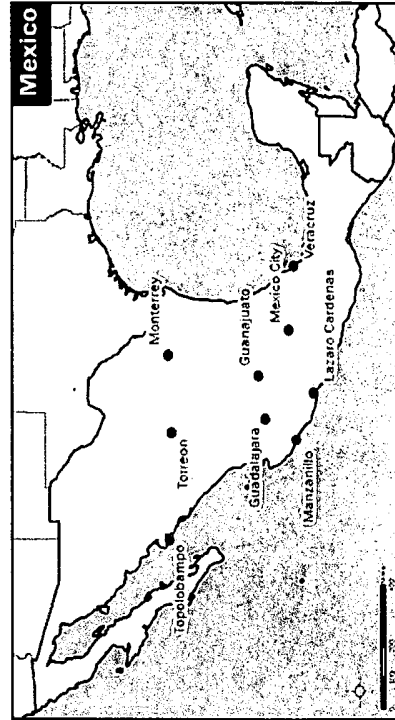 Mexico
Monterrey
Torreon
Topolobampo
Guanajuato
Guadalajara
Mexico City
Veracruz
Manzanillo
Lazaro Cardenas